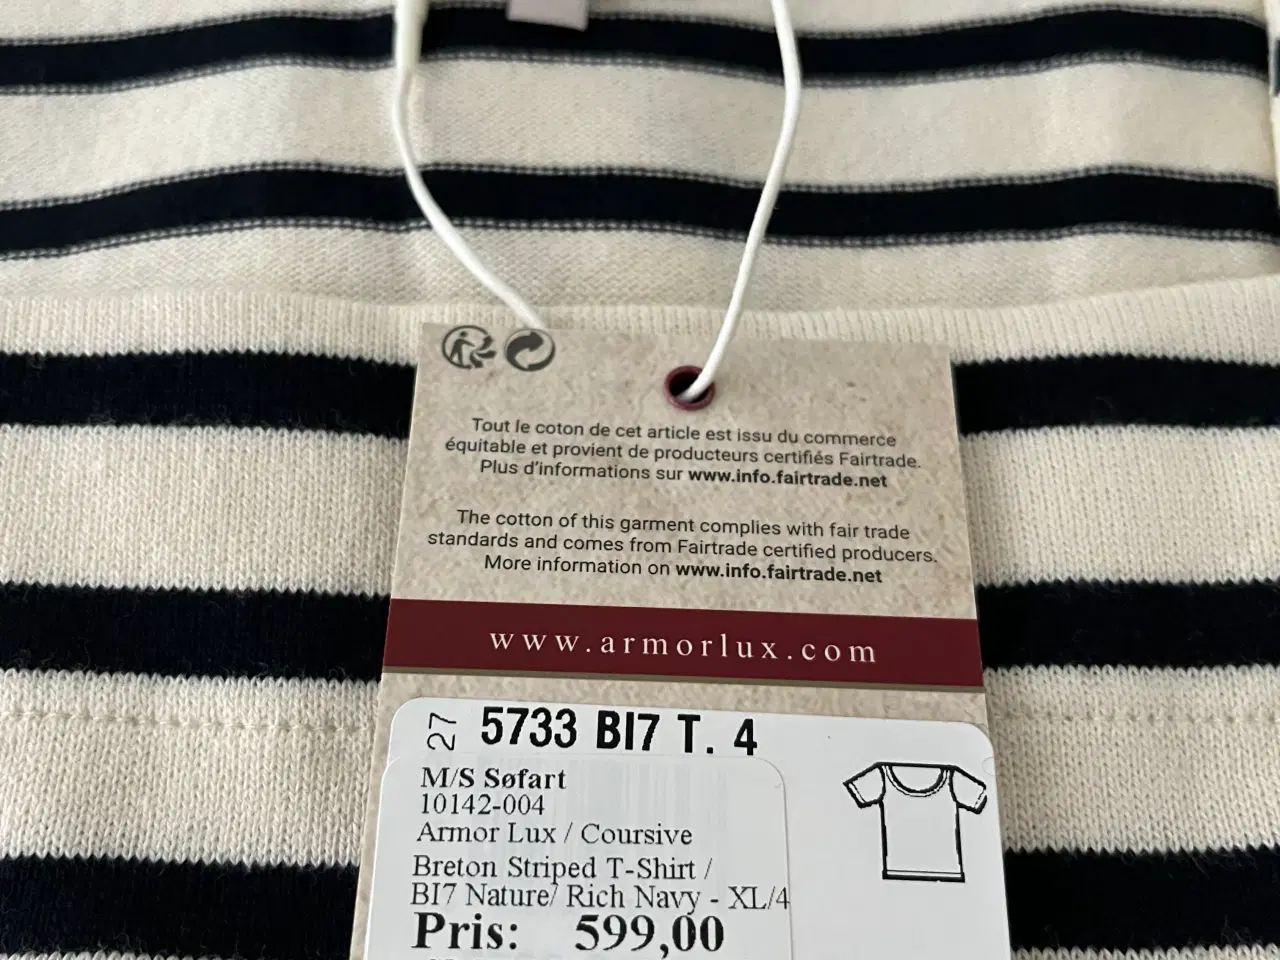 Tout le coton de cet article est issu du commerce
équitable et provient de producteurs certifiés Fairtrade.
Plus d'informations sur www.info.fairtrade.net
The cotton of this garment complies with fair trade
standards and comes from Fairtrade certified producers.
More information on www.info.fairtrade.net
www.armorlux.com
27 5733 BI7 T. 4
M/S Søfart
10142-004
Armor Lux / Coursive
Breton Striped T-Shirt /
BI7 Nature/ Rich Navy - XL/4
Pris: 599,00